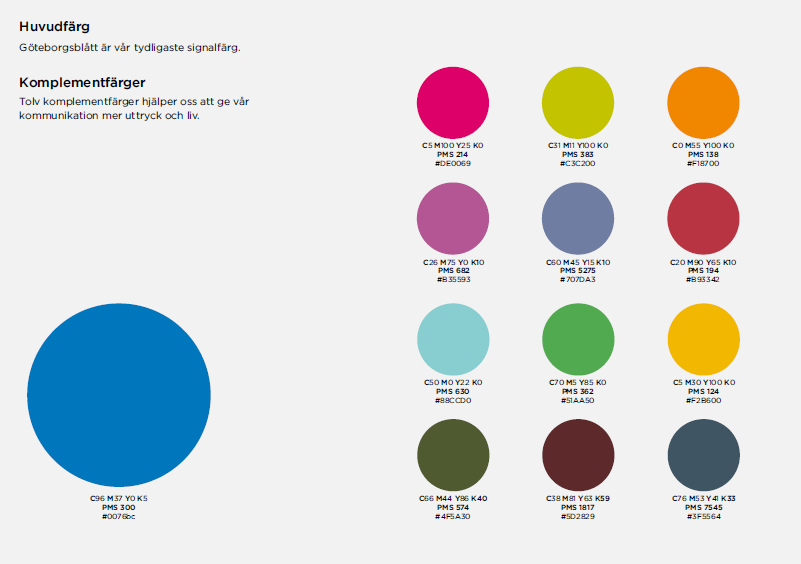 Huvudfärg
Göteborgsblått är vår tydligaste signalfärg.
Komplementfärger
Tolv komplementfärger hjälper oss att ge vår
kommunikation mer uttryck och liv.
C96 M37 Y0 K5
PMS 300
#0076bc
C5 M100 Y25 K0
PMS 214
#DE0069
C31 M11 Y100 K0
PMS 383
#C3C200
C0 M55 Y100 K0
PMS 138
#F18700
C26 M75 Y0 K10
PMS 682
#B35593
C60 M45 Y15 K10
PMS 5275
#707DA3
C20 M90 Y65 K10
PMS 194
#B93342
C50 M0 Y22 K0
PMS 630
#88CCD0
C70 M5 Y85 K0
PMS 362
#51AA50
C5 M30 Y100 K0
PMS 124
#F2B600
C66 M44 Y86 K40
PMS 574
#4F5A30
C38 M81 Y63 K59
PMS 1817
#5D2829
C76 M53 Y41 K33
PMS 7545
#3F5564